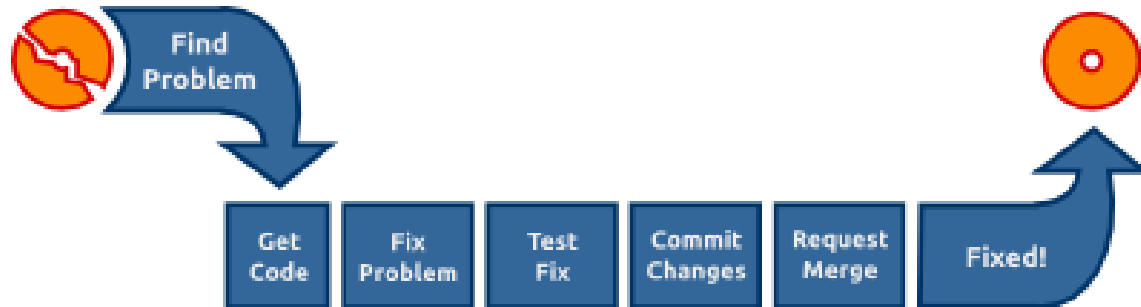 Find
Problem
Get
Code
Fix
Problem
Test
Fix
Commit
Changes
Request
Merge
Fixed!